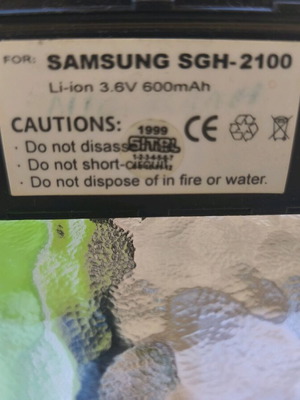 FOR: SAMSUNG SGH-2100
Li-ion 3.6V 600mAh
CAUTIONS:
1999
CE
· Do not
· Do not short-circuit
· Do not dispose of in fire or water.